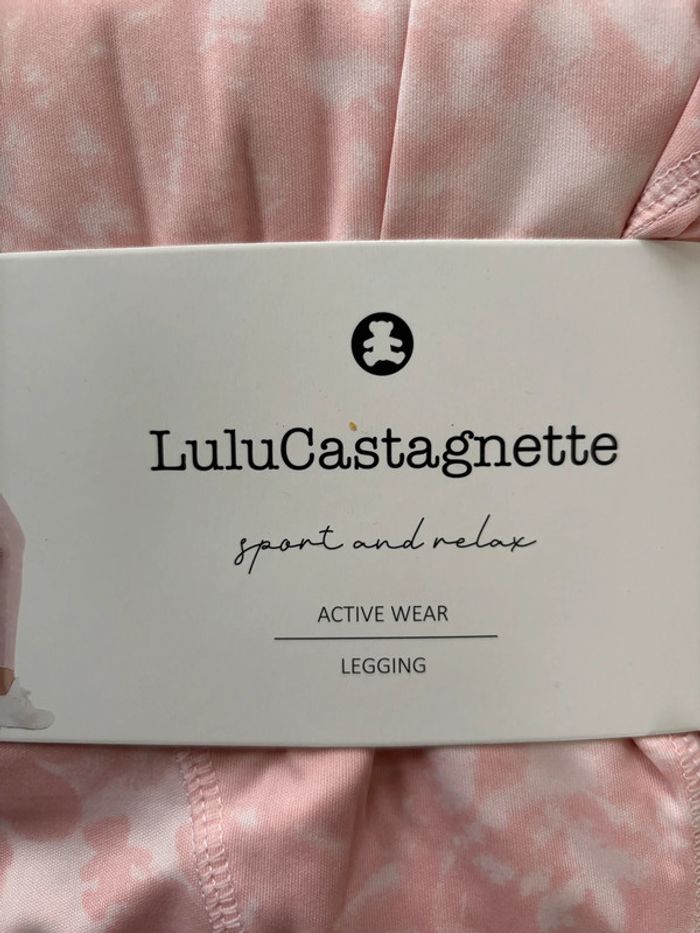 LuluCastagnette
sport and relax
ACTIVE WEAR
LEGGING